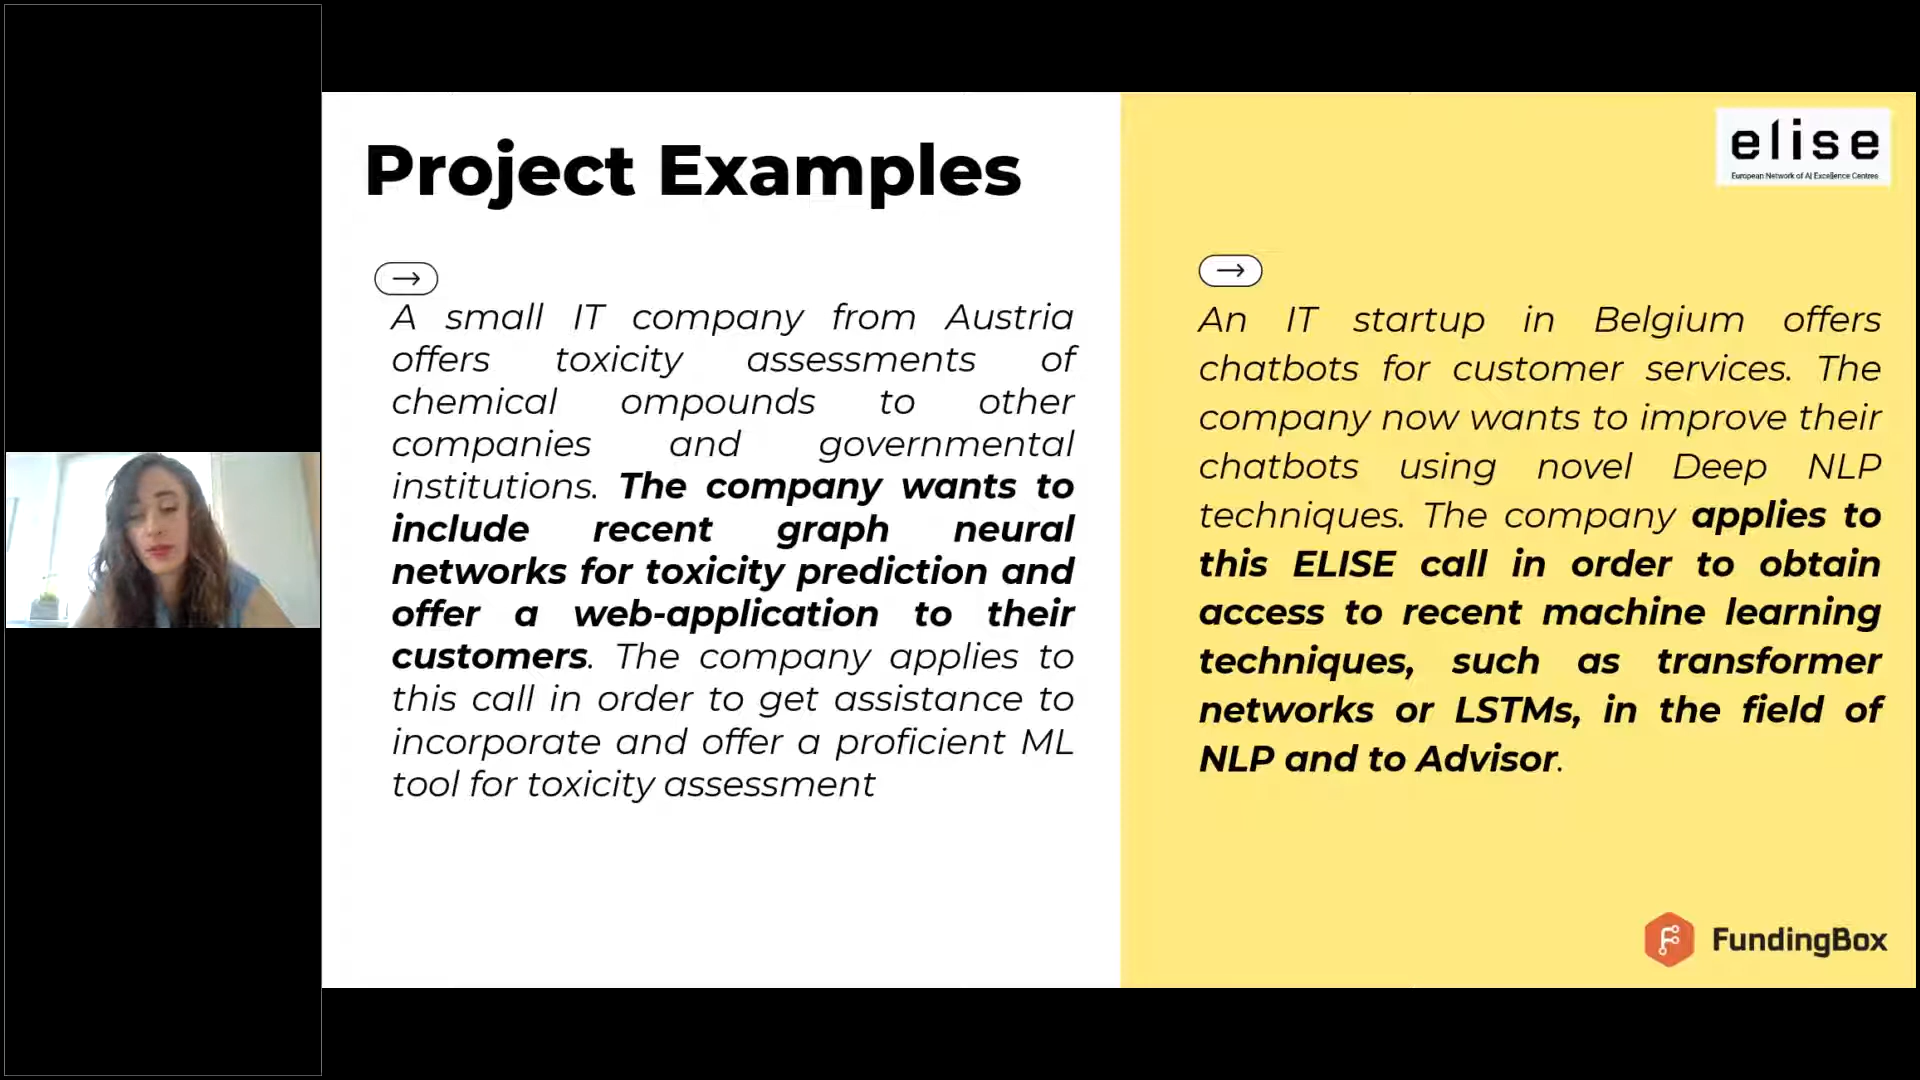 Project Examples
A small IT company from Austria
offers toxicity assessments of
chemical ompounds to other
companies and governmental
institutions. The company wants to
include recent graph neural
networks for toxicity prediction and
offer a web-application to their
customers. The company applies to
this call in order to get assistance to
incorporate and offer a proficient ML
tool for toxicity assessment
elise
European Network of AI Excellence Centres
An IT startup in Belgium offers
chatbots for customer services. The
company now wants to improve their
chatbots using novel Deep NLP
techniques. The company applies to
this ELISE call in order to obtain
access to recent machine learning
techniques, such as transformer
networks or LSTMs, in the field of
NLP and to Advisor.
FundingBox